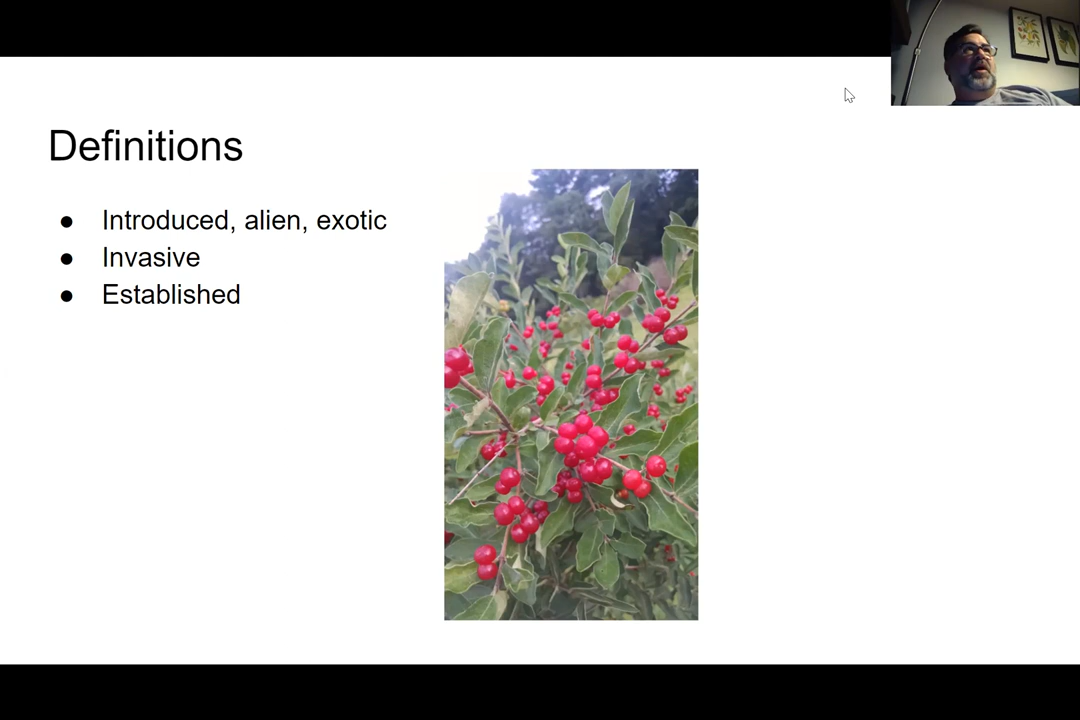 Definitions
● Introduced, alien, exotic
● Invasive
● Established